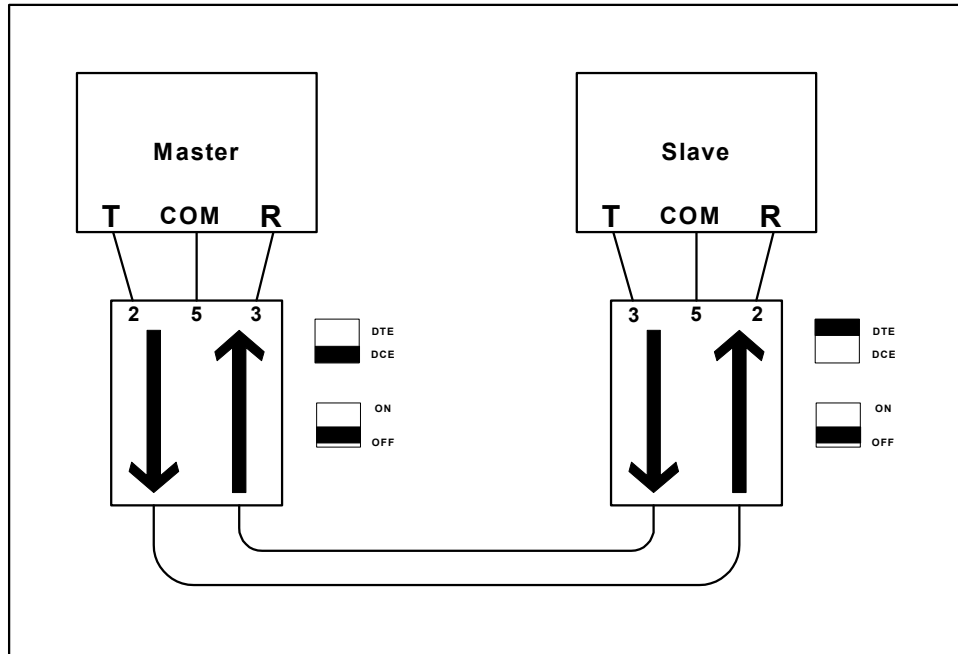 Master
T COM R
2 5 3
DTE
DCE
ON
OFF
Slave
T COM R
3 5 2
DTE
DCE
ON
OFF